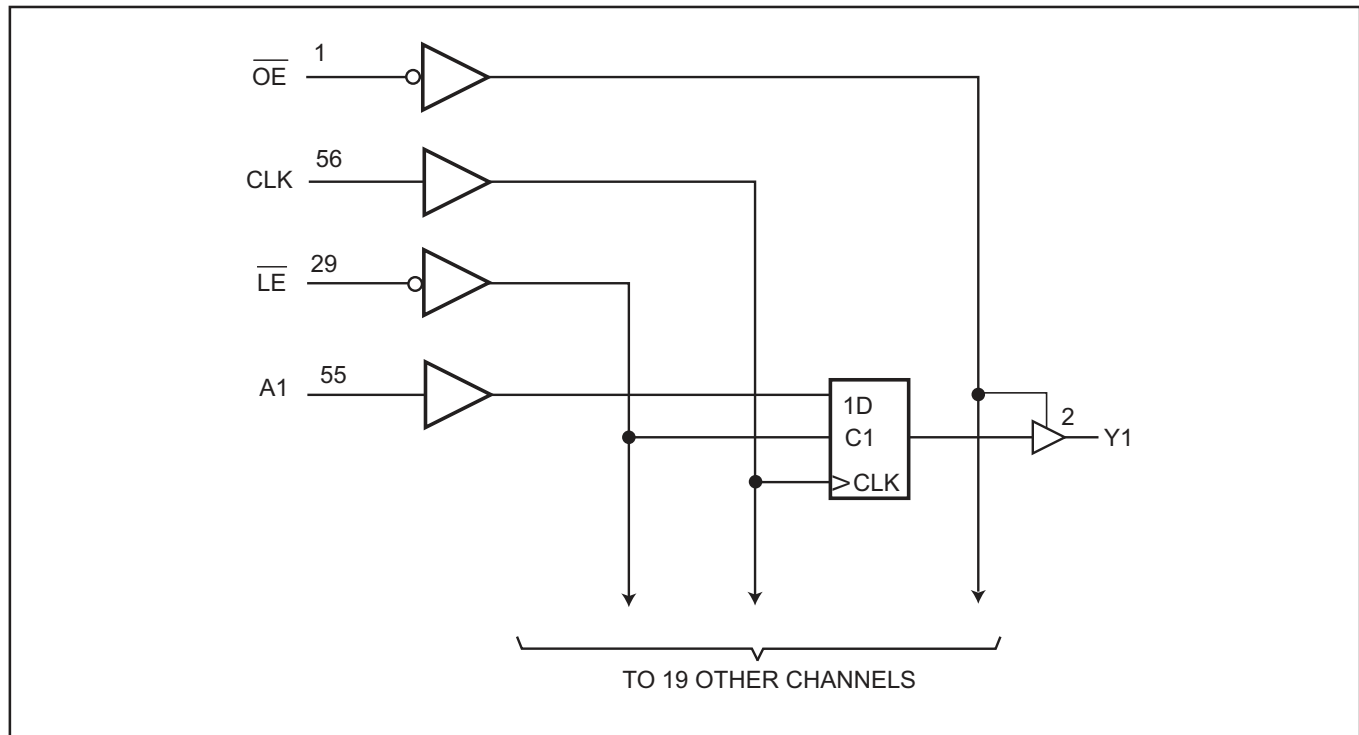 OE 1
CLK 56
LE 29
A1 55
1D
C1
>CLK
2
Y1
TO 19 OTHER CHANNELS